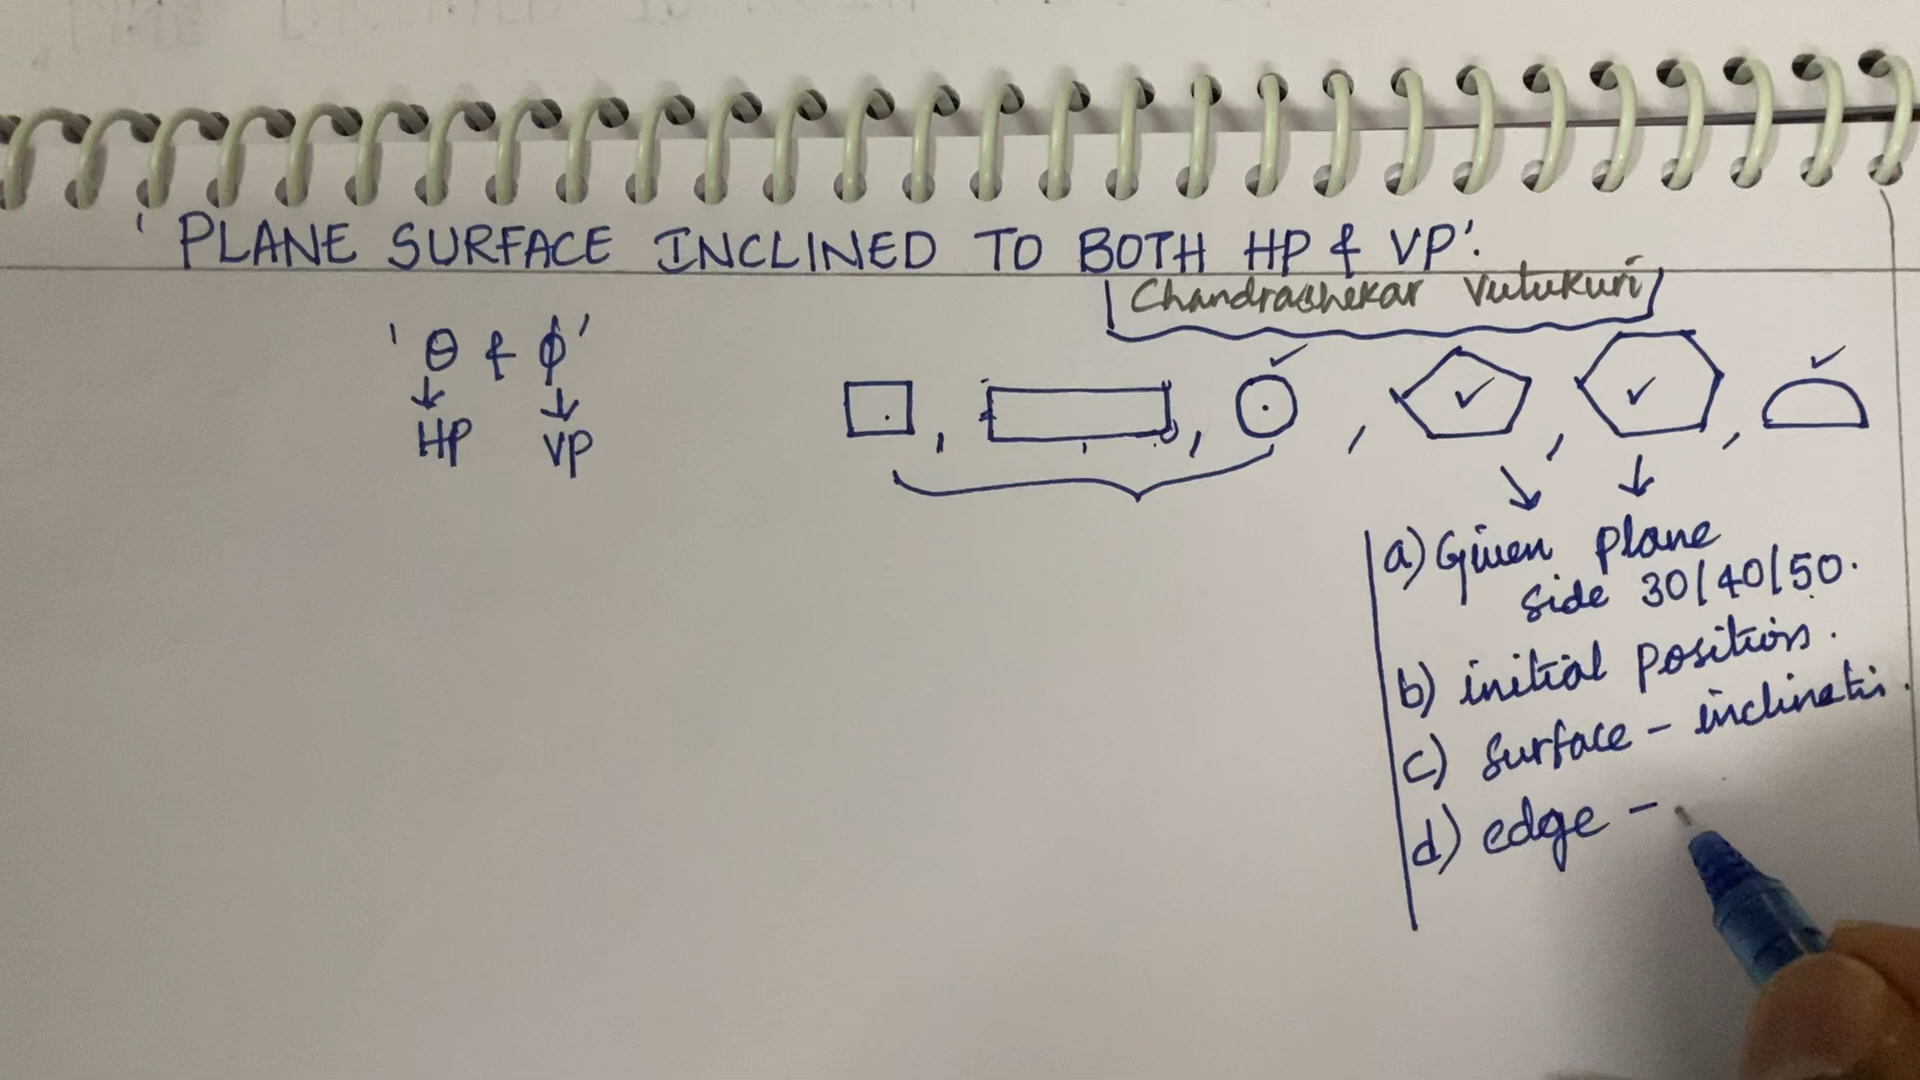 'PLANE SURFACE INCLINED TO BOTH HP & VP'.
Chandrashekar Vutukuri
'θ & ϕ'
HP VP
a) Given plane
side 30/40/50.
b) initial position.
c) surface - inclinatin.
d) edge -